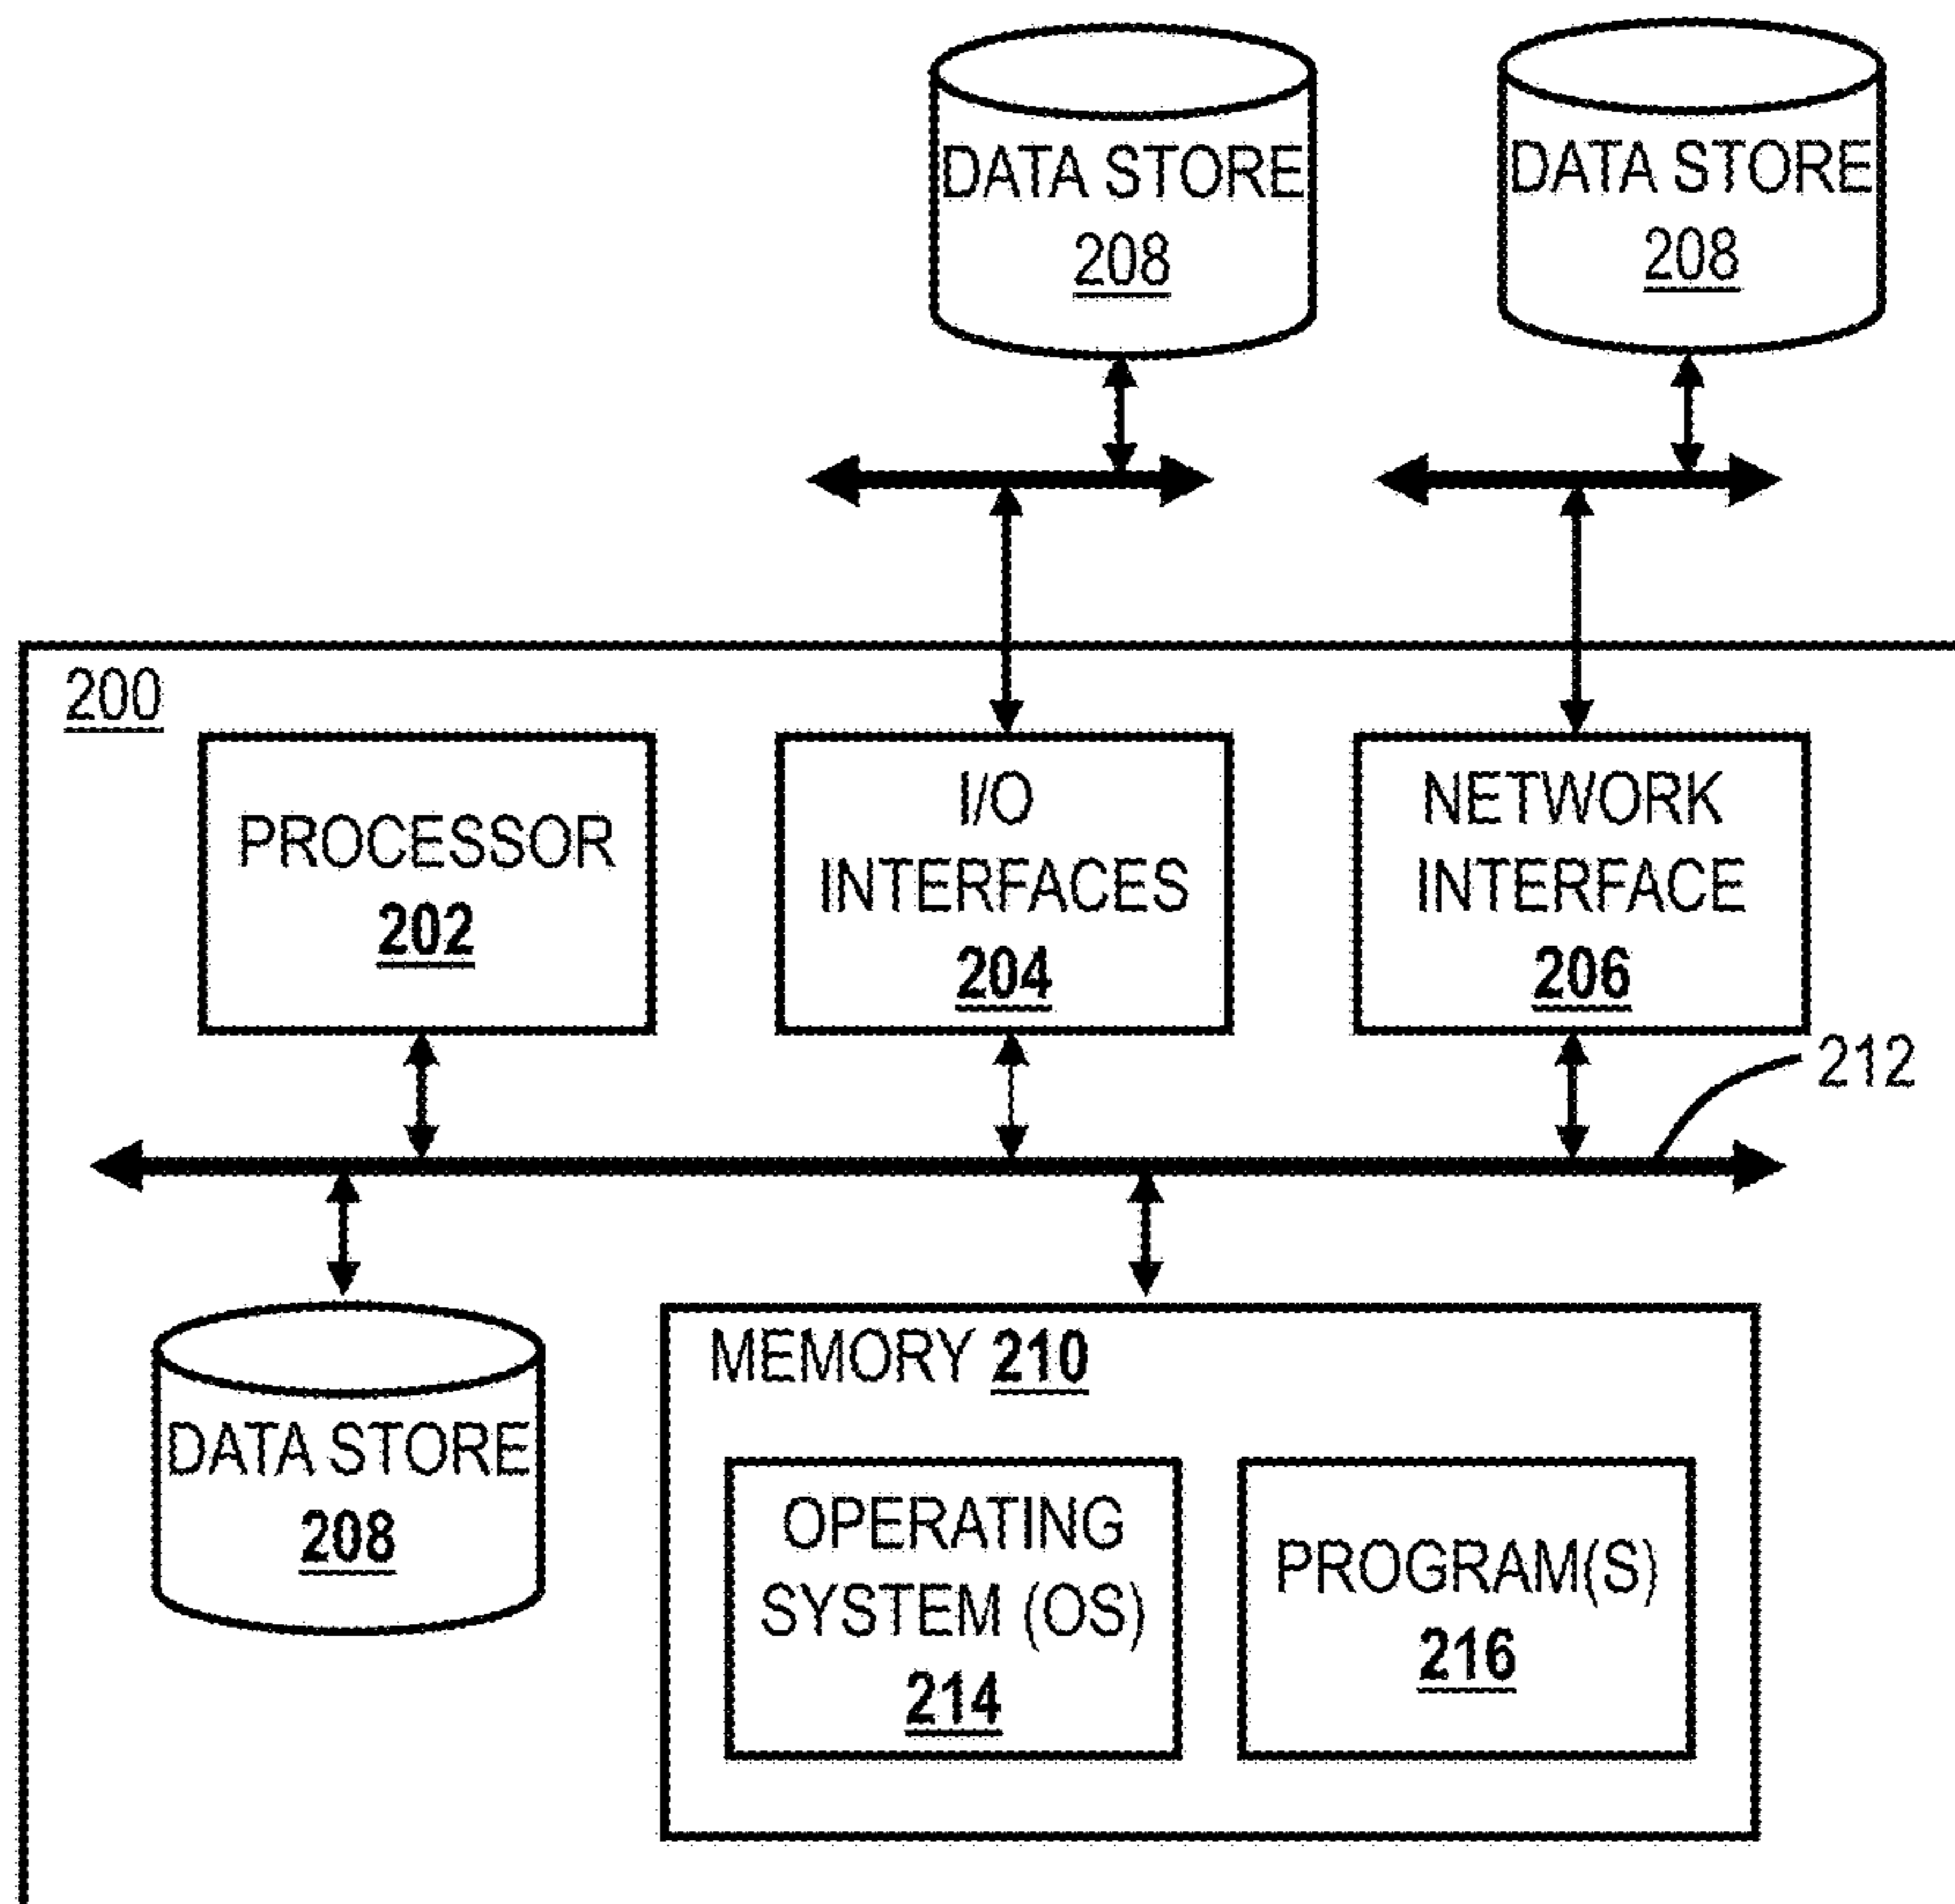 DATA STORE
208
DATA STORE
208
200
PROCESSOR
202
I/O
INTERFACES
204
NETWORK
INTERFACE
206
212
DATA STORE
208
MEMORY 210
OPERATING
SYSTEM (OS)
214
PROGRAM(S)
216